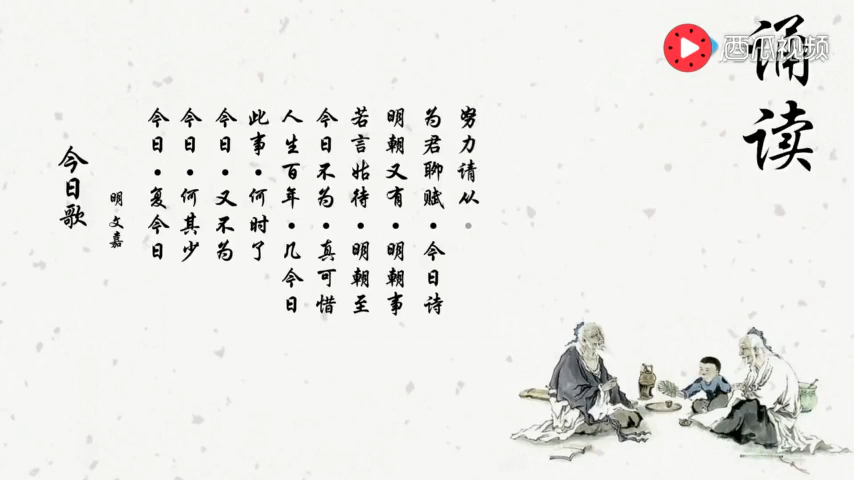 今日歌
明 文嘉
今日•复今日
今日•何其少
今日•又不为
此事•何时了
人生百年•几今日
今日不为•真可惜
若言姑待•明朝至
明朝又有•明朝事
为君聊赋•今日诗
努力请从•
诵读
西瓜视频